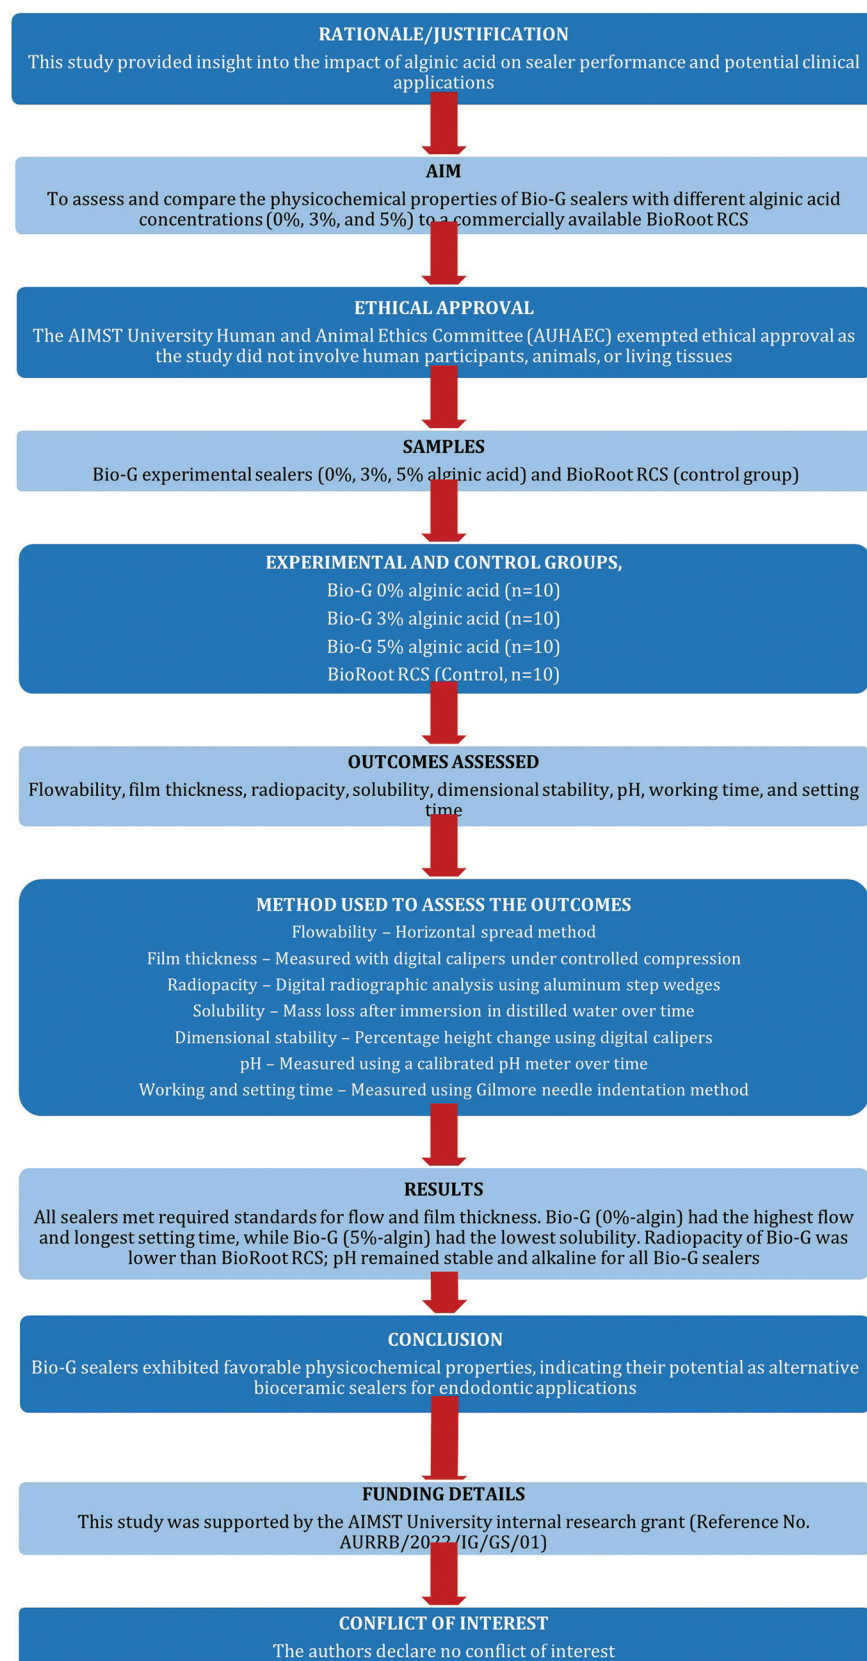 RATIONALE/JUSTIFICATION
This study provided insight into the impact of alginic acid on sealer performance and potential clinical
applications
AIM
To assess and compare the physicochemical properties of Bio-G sealers with different alginic acid
concentrations (0%, 3%, and 5%) to a commercially available BioRoot RCS
ETHICAL APPROVAL
The AIMST University Human and Animal Ethics Committee (AUHAEC) exempted ethical approval as
the study did not involve human participants, animals, or living tissues
SAMPLES
Bio-G experimental sealers (0%, 3%, 5% alginic acid) and BioRoot RCS (control group)
EXPERIMENTAL AND CONTROL GROUPS,
Bio-G 0% alginic acid (n=10)
Bio-G 3% alginic acid (n=10)
Bio-G 5% alginic acid (n=10)
BioRoot RCS (Control, n=10)
OUTCOMES ASSESSED
Flowability, film thickness, radiopacity, solubility, dimensional stability, pH, working time, and setting
time
METHOD USED TO ASSESS THE OUTCOMES
Flowability – Horizontal spread method
Film thickness – Measured with digital calipers under controlled compression
Radiopacity – Digital radiographic analysis using aluminum step wedges
Solubility – Mass loss after immersion in distilled water over time
Dimensional stability – Percentage height change using digital calipers
pH – Measured using a calibrated pH meter over time
Working and setting time – Measured using Gilmore needle indentation method
RESULTS
All sealers met required standards for flow and film thickness. Bio-G (0%-algin) had the highest flow
and longest setting time, while Bio-G (5%-algin) had the lowest solubility. Radiopacity of Bio-G was
lower than BioRoot RCS; pH remained stable and alkaline for all Bio-G sealers
CONCLUSION
Bio-G sealers exhibited favorable physicochemical properties, indicating their potential as alternative
bioceramic sealers for endodontic applications
FUNDING DETAILS
This study was supported by the AIMST University internal research grant (Reference No.
AURRB/2022/IG/GS/01)
CONFLICT OF INTEREST
The authors declare no conflict of interest